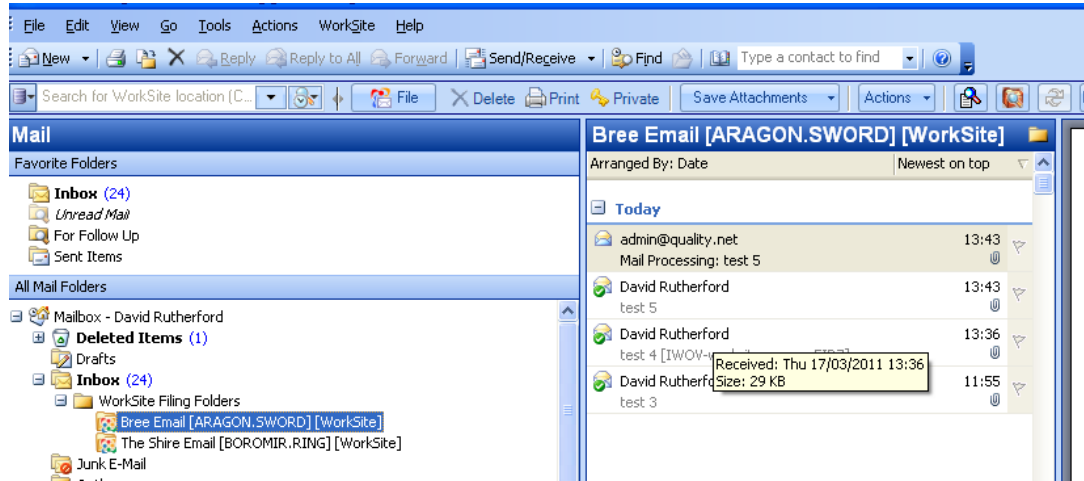 File Edit View Go Tools Actions WorkSite Help
New Reply Reply to All Forward Send/Receive Find Type a contact to find
Search for WorkSite location (C... File Delete Print Private Save Attachments Actions
Mail
Favorite Folders
Inbox (24)
Unread Mail
For Follow Up
Sent Items
All Mail Folders
Mailbox - David Rutherford
Deleted Items (1)
Drafts
Inbox (24)
WorkSite Filing Folders
Bree Email [ARAGON.SWORD] [WorkSite]
The Shire Email [BOROMIR.RING] [WorkSite]
Junk E-Mail
Bree Email [ARAGON.SWORD] [WorkSite]
Arranged By: Date Newest on top
Today
admin@quality.net 13:43
Mail Processing: test 5
David Rutherford 13:43
test 5
David Rutherford 13:36
test 4
Received: Thu 17/03/2011 13:36
Size: 29 KB
David 11:55
test 3